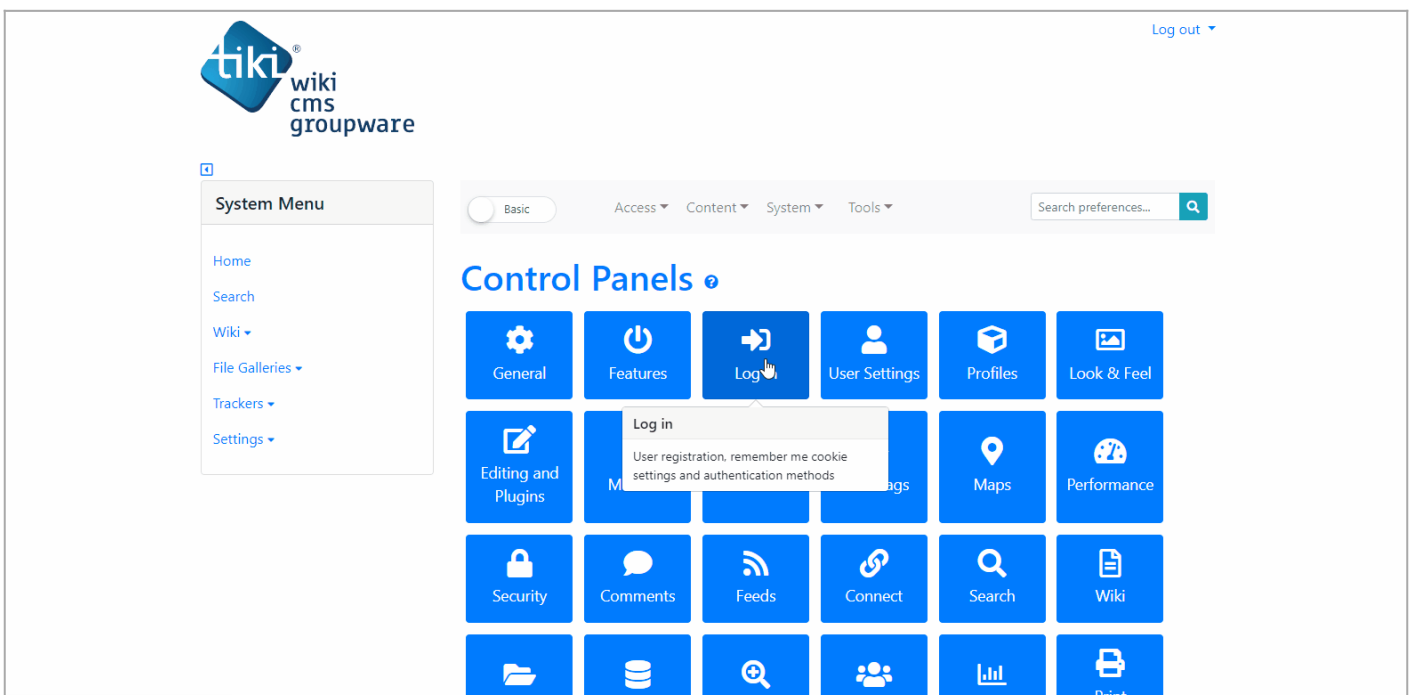 Log out
tiki®
wiki
cms
groupware
System Menu
Home
Search
Wiki
File Galleries
Trackers
Settings
Basic
Access
Content
System
Tools
Search preferences...
Control Panels
General
Features
User Settings
Profiles
Look & Feel
Log in
User registration, remember me cookie
settings and authentication methods
Editing and
Plugins
Maps
Performance
Security
Comments
Feeds
Connect
Search
Wiki